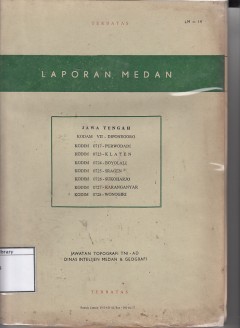 TERBATAS
LAPORAN MEDAN
JAWA TENGAH
KODAM VII - DIPONEGORO
KODIM 0717-PURWODADI
KODIM 0723-KLATEN
KODIM 0724-BOYOLALI
KODIM 0725-SRAGEN
KODIM 0726-SUKOHARJO
KODIM 0727-KARANGANYAR
KODIM 0728-WONOGIRI
JAWATAN TOPOGRAFI TNI-AD
DINAS INTELIJEN MEDAN & GEOGRAFI
TERBATAS